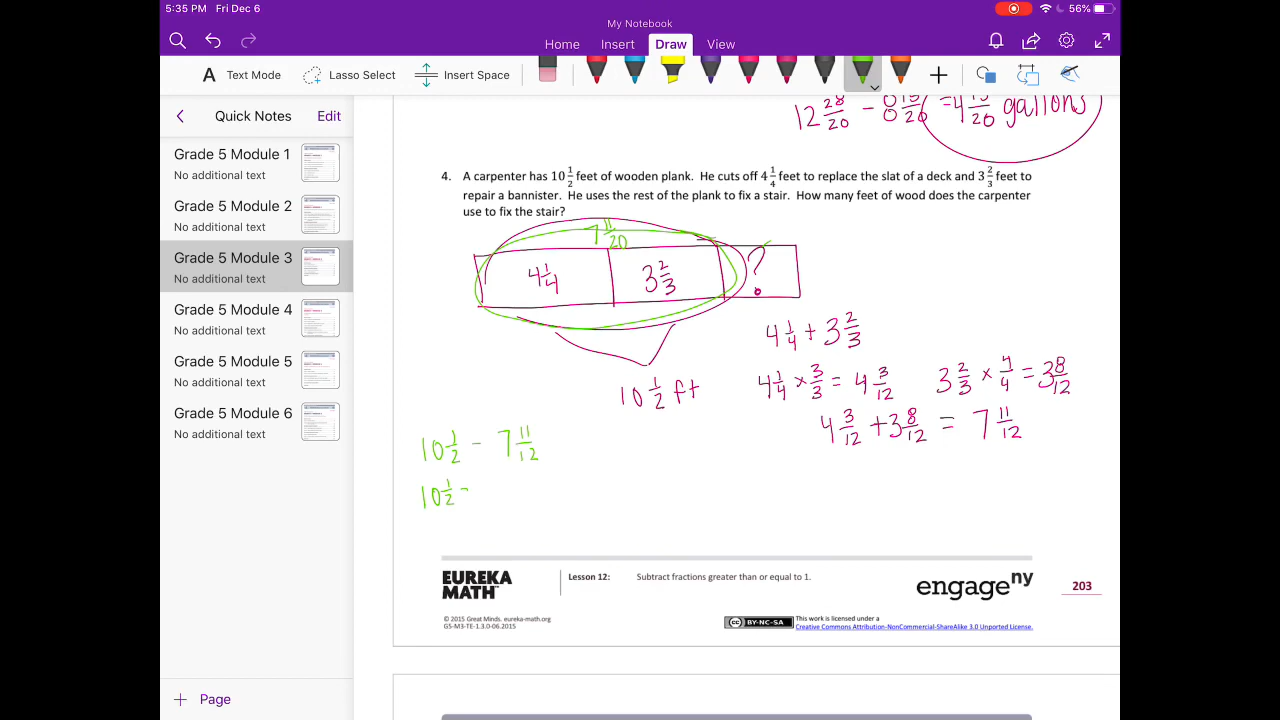 5:35 PM Fri Dec 6
56%
My Notebook
Home Insert Draw View
Text Mode Lasso Select Insert Space
Quick Notes Edit
Grade 5 Module 1
No additional text
Grade 5 Module 2
No additional text
Grade 5 Module 3
No additional text
Grade 5 Module 4
No additional text
Grade 5 Module 5
No additional text
Grade 5 Module 6
No additional text
Page
gallons
4. A carpenter has 10 1/2 feet of wooden plank. He cuts off 4 1/4 feet to replace the slat of a deck and 3 2/3 feet to
repair a bannister. He uses the rest of the plank to fix a stair. How many feet of wood does the carpenter
use to fix the stair?
7 11/20
4 1/4 3 2/3 ?
10 1/2 ft
4 1/4 + 3 2/3
4 1/4 × 3/3 = 4 3/12 3 2/3 × 4/4 = 3 8/12
4 3/12 + 3 8/12 = 7 11/12
10 1/2 - 7 11/12
10 1/2 -
EUREKA
MATH™
Lesson 12: Subtract fractions greater than or equal to 1.
engage ny
203
© 2015 Great Minds. eureka-math.org
G5-M3-TE-1.3.0-06.2015
CC BY-NC-SA
This work is licensed under a
Creative Commons Attribution-NonCommercial-ShareAlike 3.0 Unported License.